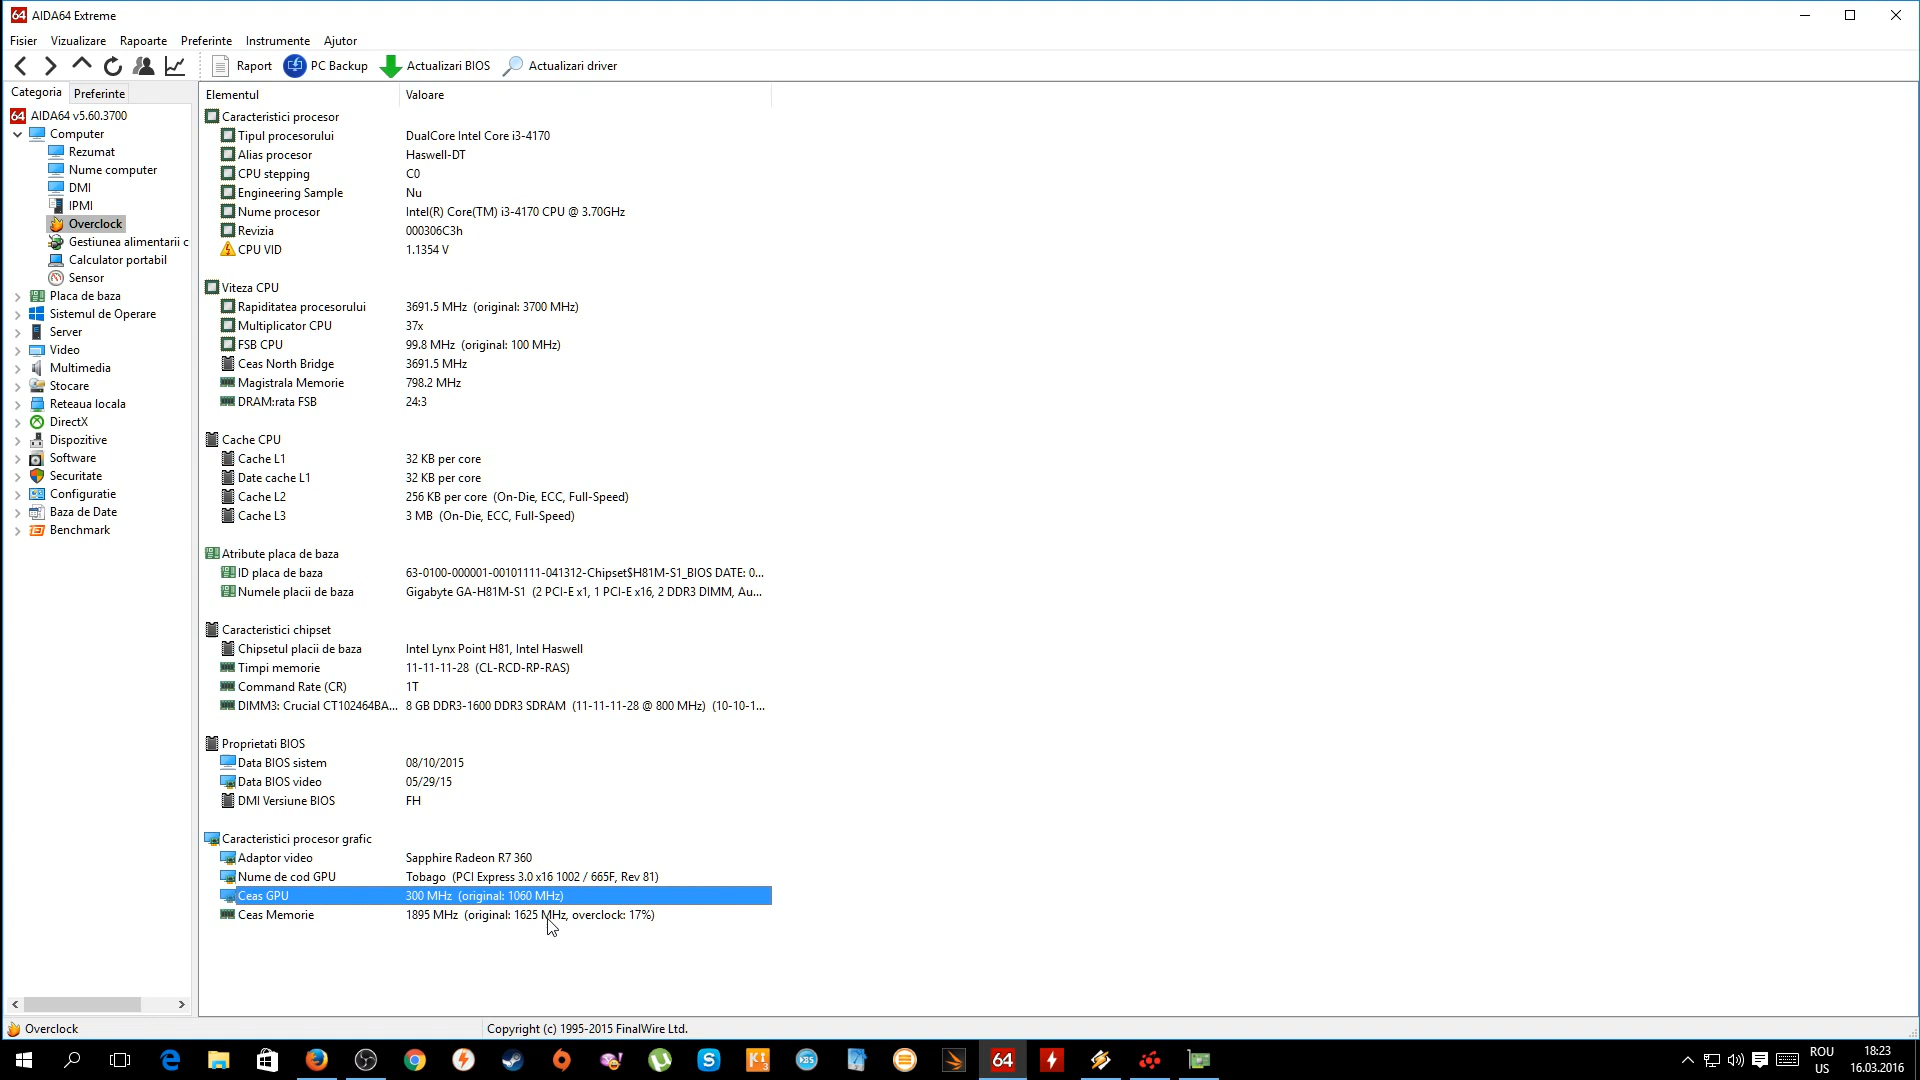 AIDA64 Extreme
Fisier Vizualizare Rapoarte Preferinte Instrumente Ajutor
Raport PC Backup Actualizari BIOS Actualizari driver
Categoria Preferinte
64 AIDA64 v5.60.3700
Computer
Rezumat
Nume computer
DMI
IPMI
Overclock
Gestiunea alimentarii c
Calculator portabil
Sensor
Placa de baza
Sistemul de Operare
Server
Video
Multimedia
Stocare
Reteaua locala
DirectX
Dispozitive
Software
Securitate
Configuratie
Baza de Date
Benchmark
Elementul Valoare
Caracteristici procesor
Tipul procesorului DualCore Intel Core i3-4170
Alias procesor Haswell-DT
CPU stepping C0
Engineering Sample Nu
Nume procesor Intel(R) Core(TM) i3-4170 CPU @ 3.70GHz
Revizia 000306C3h
CPU VID 1.1354 V
Viteza CPU
Rapiditatea procesorului 3691.5 MHz (original: 3700 MHz)
Multiplicator CPU 37x
FSB CPU 99.8 MHz (original: 100 MHz)
Ceas North Bridge 3691.5 MHz
Magistrala Memorie 798.2 MHz
DRAM:rata FSB 24:3
Cache CPU
Cache L1 32 KB per core
Date cache L1 32 KB per core
Cache L2 256 KB per core (On-Die, ECC, Full-Speed)
Cache L3 3 MB (On-Die, ECC, Full-Speed)
Atribute placa de baza
ID placa de baza 63-0100-000001-00101111-041312-Chipset$H81M-S1_BIOS DATE: 0...
Numele placii de baza Gigabyte GA-H81M-S1 (2 PCI-E x1, 1 PCI-E x16, 2 DDR3 DIMM, Au...
Caracteristici chipset
Chipsetul placii de baza Intel Lynx Point H81, Intel Haswell
Timpi memorie 11-11-11-28 (CL-RCD-RP-RAS)
Command Rate (CR) 1T
DIMM3: Crucial CT102464BA... 8 GB DDR3-1600 DDR3 SDRAM (11-11-11-28 @ 800 MHz) (10-10-1...
Proprietati BIOS
Data BIOS sistem 08/10/2015
Data BIOS video 05/29/15
DMI Versiune BIOS FH
Caracteristici procesor grafic
Adaptor video Sapphire Radeon R7 360
Nume de cod GPU Tobago (PCI Express 3.0 x16 1002 / 665F, Rev 81)
Ceas GPU 300 MHz (original: 1060 MHz)
Ceas Memorie 1895 MHz (original: 1625 MHz, overclock: 17%)
Overclock Copyright (c) 1995-2015 FinalWire Ltd.
64
ROU 18:23
US 16.03.2016